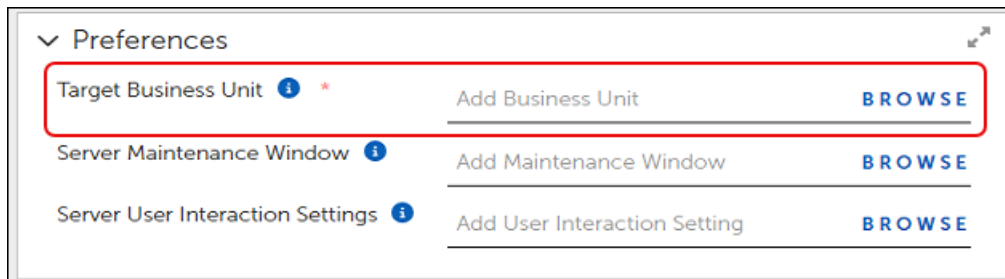 Preferences
Target Business Unit i * Add Business Unit BROWSE
Server Maintenance Window i Add Maintenance Window BROWSE
Server User Interaction Settings i Add User Interaction Setting BROWSE